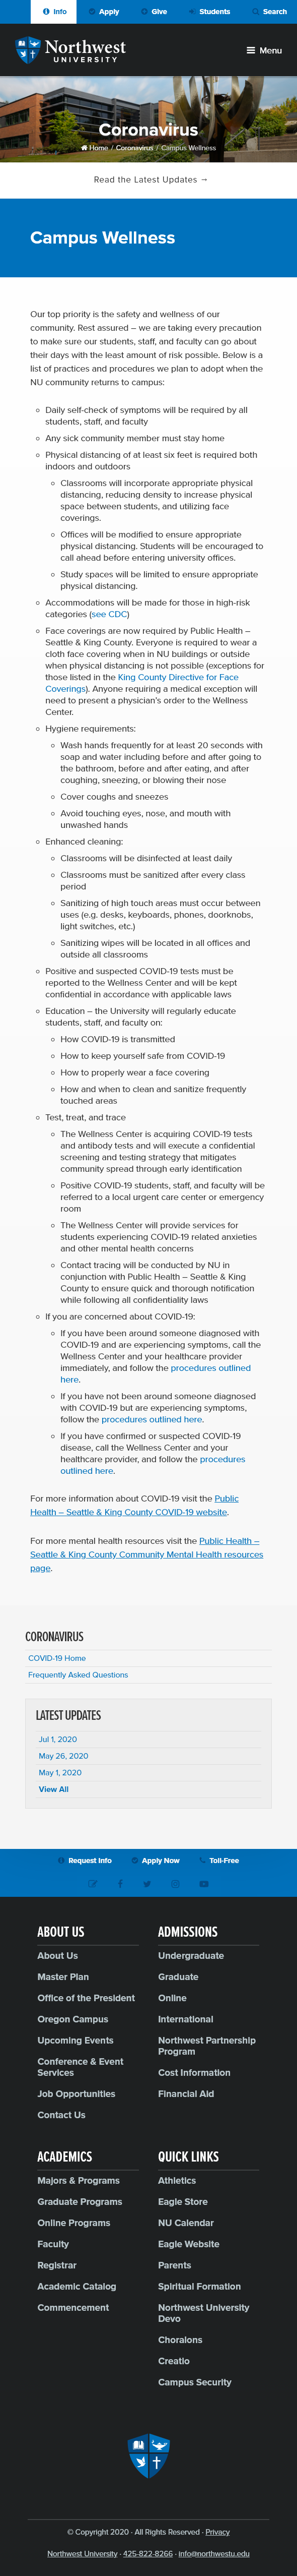 Info
Apply
Give
Students
Search
Northwest
UNIVERSITY
Menu
Coronavirus
Home / Coronavirus / Campus Wellness
Read the Latest Updates →
Campus Wellness
Our top priority is the safety and wellness of our
community. Rest assured – we are taking every precaution
to make sure our students, staff, and faculty can go about
their days with the least amount of risk possible. Below is a
list of practices and procedures we plan to adopt when the
NU community returns to campus:
Daily self-check of symptoms will be required by all
students, staff, and faculty
Any sick community member must stay home
Physical distancing of at least six feet is required both
indoors and outdoors
Classrooms will incorporate appropriate physical
distancing, reducing density to increase physical
space between students, and utilizing face
coverings.
Offices will be modified to ensure appropriate
physical distancing. Students will be encouraged to
call ahead before entering university offices.
Study spaces will be limited to ensure appropriate
physical distancing.
Accommodations will be made for those in high-risk
categories (see CDC)
Face coverings are now required by Public Health –
Seattle & King County. Everyone is required to wear a
cloth face covering when in NU buildings or outside
when physical distancing is not possible (exceptions for
those listed in the King County Directive for Face
Coverings). Anyone requiring a medical exception will
need to present a physician's order to the Wellness
Center.
Hygiene requirements:
Wash hands frequently for at least 20 seconds with
soap and water including before and after going to
the bathroom, before and after eating, and after
coughing, sneezing, or blowing their nose
Cover coughs and sneezes
Avoid touching eyes, nose, and mouth with
unwashed hands
Enhanced cleaning:
Classrooms will be disinfected at least daily
Classrooms must be sanitized after every class
period
Sanitizing of high touch areas must occur between
uses (e.g. desks, keyboards, phones, doorknobs,
light switches, etc.)
Sanitizing wipes will be located in all offices and
outside all classrooms
Positive and suspected COVID-19 tests must be
reported to the Wellness Center and will be kept
confidential in accordance with applicable laws
Education – the University will regularly educate
students, staff, and faculty on:
How COVID-19 is transmitted
How to keep yourself safe from COVID-19
How to properly wear a face covering
How and when to clean and sanitize frequently
touched areas
Test, treat, and trace
The Wellness Center is acquiring COVID-19 tests
and antibody tests and will execute a confidential
screening and testing strategy that mitigates
community spread through early identification
Positive COVID-19 students, staff, and faculty will be
referred to a local urgent care center or emergency
room
The Wellness Center will provide services for
students experiencing COVID-19 related anxieties
and other mental health concerns
Contact tracing will be conducted by NU in
conjunction with Public Health – Seattle & King
County to ensure quick and thorough notification
while following all confidentiality laws
If you are concerned about COVID-19:
If you have been around someone diagnosed with
COVID-19 and are experiencing symptoms, call the
Wellness Center and your healthcare provider
immediately, and follow the procedures outlined
here.
If you have not been around someone diagnosed
with COVID-19 but are experiencing symptoms,
follow the procedures outlined here.
If you have confirmed or suspected COVID-19
disease, call the Wellness Center and your
healthcare provider, and follow the procedures
outlined here.
For more information about COVID-19 visit the Public
Health – Seattle & King County COVID-19 website.
For more mental health resources visit the Public Health –
Seattle & King County Community Mental Health resources
page.
CORONAVIRUS
COVID-19 Home
Frequently Asked Questions
LATEST UPDATES
Jul 1, 2020
May 26, 2020
May 1, 2020
View All
Request Info
Apply Now
Toll-Free
ABOUT US
About Us
Master Plan
Office of the President
Oregon Campus
Upcoming Events
Conference & Event
Services
Job Opportunities
Contact Us
ADMISSIONS
Undergraduate
Graduate
Online
International
Northwest Partnership
Program
Cost Information
Financial Aid
ACADEMICS
Majors & Programs
Graduate Programs
Online Programs
Faculty
Registrar
Academic Catalog
Commencement
QUICK LINKS
Athletics
Eagle Store
NU Calendar
Eagle Website
Parents
Spiritual Formation
Northwest University
Devo
Choralons
Creatio
Campus Security
© Copyright 2020 · All Rights Reserved · Privacy
Northwest University · 425-822-8266 · info@northwestu.edu